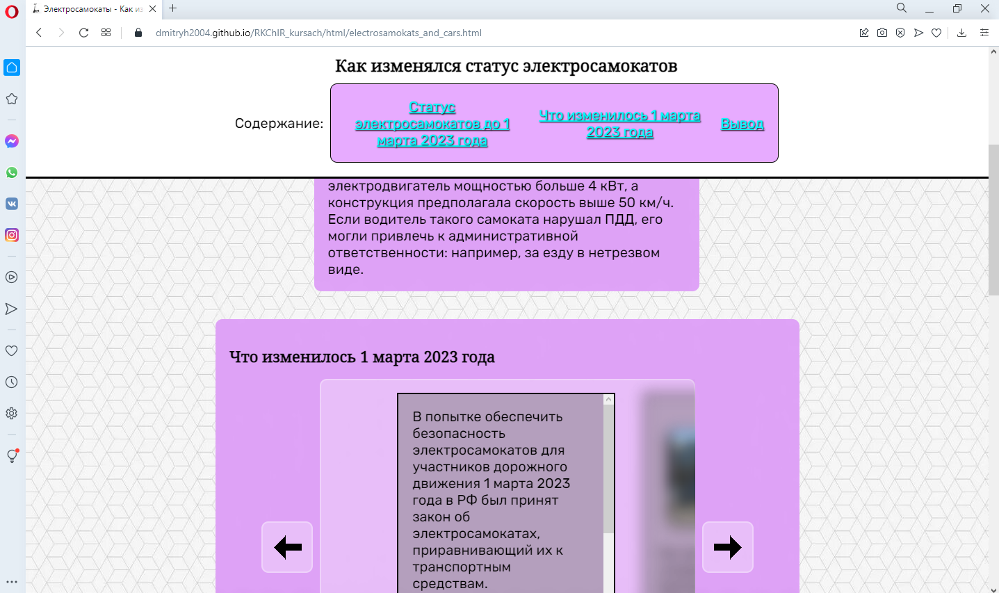 Электросамокаты - Как из
dmitryh2004.github.io/RKChIR_kursach/html/electrosamokats_and_cars.html
Как изменялся статус электросамокатов
Содержание:
Статус
электросамокатов до 1
марта 2023 года
Что изменилось 1 марта
2023 года
Вывод
электродвигатель мощностью больше 4 кВт, а
конструкция предполагала скорость выше 50 км/ч.
Если водитель такого самоката нарушал ПДД, его
могли привлечь к административной
ответственности: например, за езду в нетрезвом
виде.
Что изменилось 1 марта 2023 года
В попытке обеспечить
безопасность
электросамокатов для
участников дорожного
движения 1 марта 2023
года в РФ был принят
закон об
электросамокатах,
приравнивающий их к
транспортным
средствам.